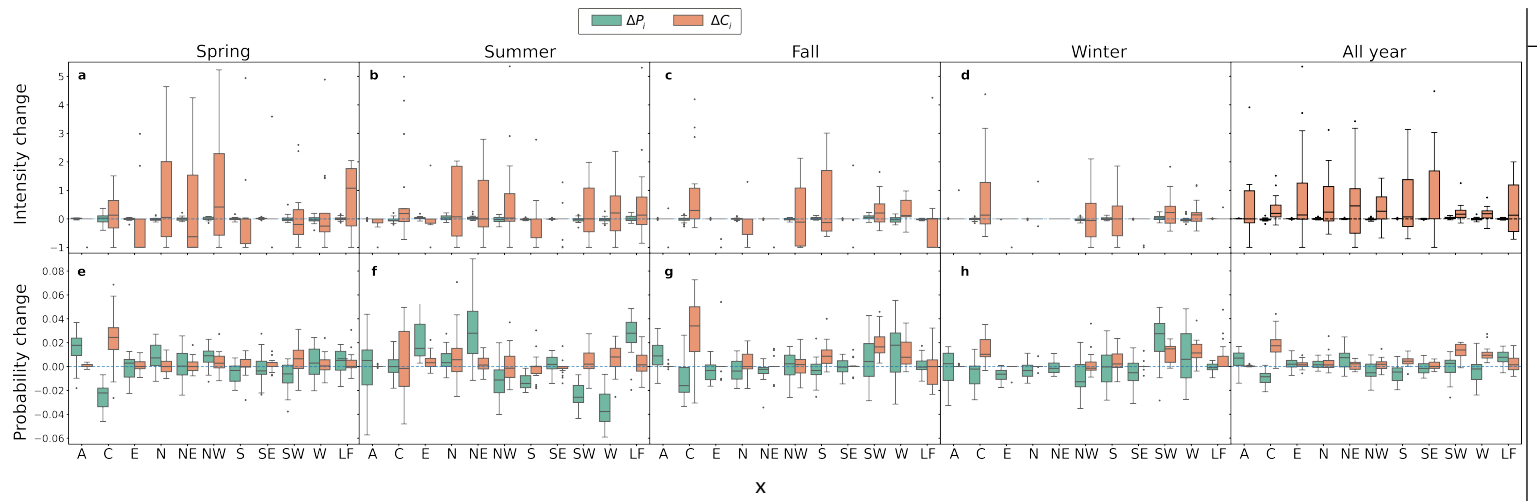 ΔPi ΔCi
Spring Summer Fall Winter All year
a b c d
Intensity change
5
4
3
2
1
0
−1
e f g h
Probability change
0.08
0.06
0.04
0.02
0.00
−0.02
−0.04
−0.06
A C E N NE NW S SE SW W LF A C E N NE NW S SE SW W LF A C E N NE NW S SE SW W LF A C E N NE NW S SE SW W LF A C E N NE NW S SE SW W LF
X